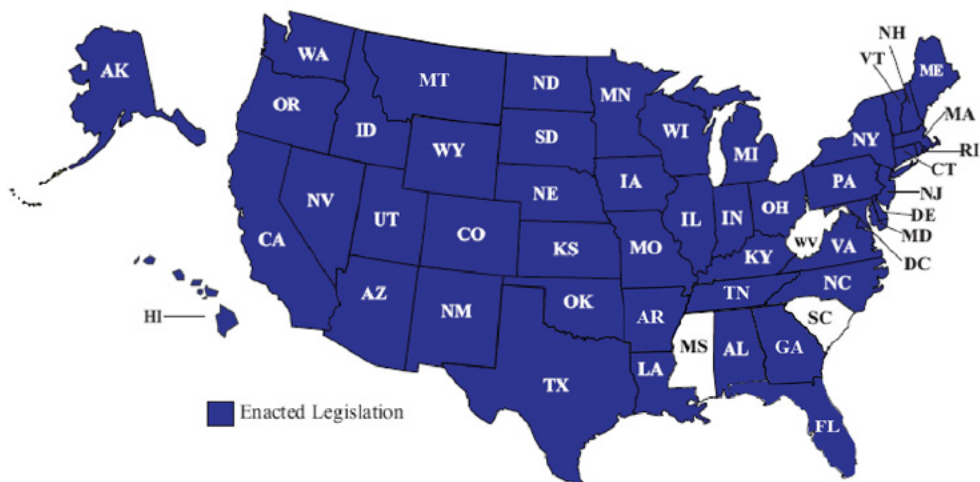 NH
VT
WA
AK
MT
ND
ME
MN
OR
MA
ID
SD
WI
NY
WY
MI
RI
CT
IA
PA
NE
NJ
NV
OH
IL
IN
UT
DE
CA
CO
WV
MD
KS
MO
VA
KY
DC
NC
TN
AZ
OK
NM
AR
SC
HI
MS
AL
GA
LA
TX
Enacted Legislation
FL